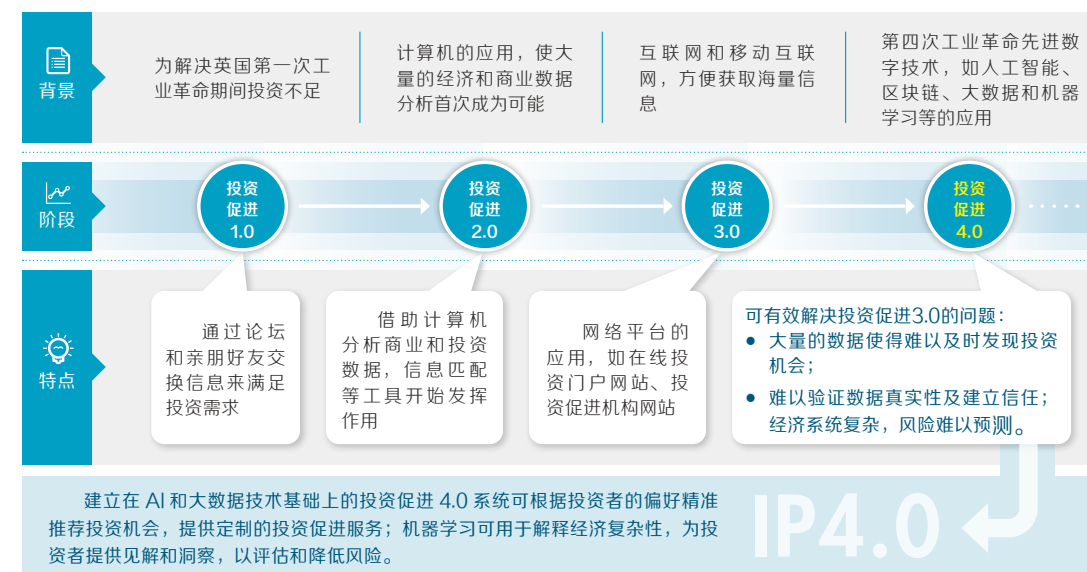 背景
为解决英国第一次工
业革命期间投资不足
计算机的应用，使大
量的经济和商业数据
分析首次成为可能
互联网和移动互联
网，方便获取海量信
息
第四次工业革命先进数
字技术，如人工智能、
区块链、大数据和机器
学习等的应用
阶段
投资
促进
1.0
投资
促进
2.0
投资
促进
3.0
投资
促进
4.0
特点
通过论坛
和亲朋好友交
换信息来满足
投资需求
借助计算机
分析商业和投资
数据，信息匹配
等工具开始发挥
作用
网络平台的
应用，如在线投
资门户网站、投
资促进机构网站
可有效解决投资促进3.0的问题：
● 大量的数据使得难以及时发现投资
机会；
● 难以验证数据真实性及建立信任；
经济系统复杂，风险难以预测。
建立在 AI 和大数据技术基础上的投资促进 4.0 系统可根据投资者的偏好精准
推荐投资机会，提供定制的投资促进服务；机器学习可用于解释经济复杂性，为投
资者提供见解和洞察，以评估和降低风险。
IP4.0